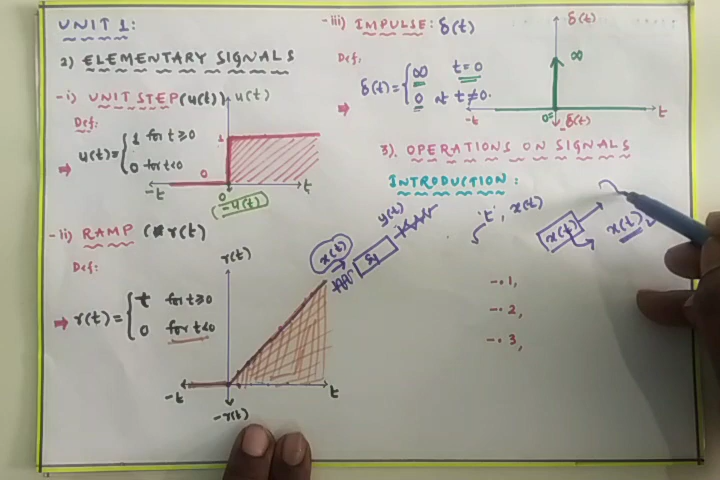 UNIT 1:
2) ELEMENTARY SIGNALS
-i) UNIT STEP (u(t))
u(t)
Def:
u(t)= { 1 for t≥0
0 for t<0
1
0
-t
0
t
-u(t)
-ii) RAMP (r(t)
r(t)
Def:
r(t)= { t for t≥0
0 for t<0
-t
t
-r(t)
x(t)
y(t)
-iii) IMPULSE: δ(t)
δ(t)
Def,
δ(t)= { ∞ t=0
0 at t≠0.
∞
-t
0
t
-δ(t)
3). OPERATIONS ON SIGNALS
INTRODUCTION:
't', x(t)
x(t)
x(t)
-. 1,
-. 2,
-. 3,